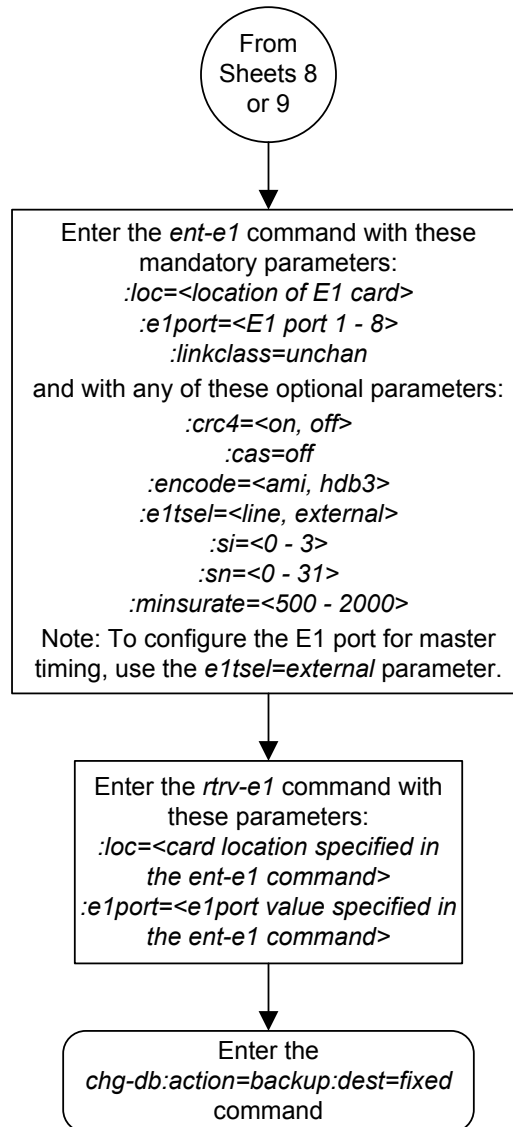 From
Sheets 8
or 9
Enter the ent-e1 command with these
mandatory parameters:
:loc=<location of E1 card>
:e1port=<E1 port 1 - 8>
:linkclass=unchan
and with any of these optional parameters:
:crc4=<on, off>
:cas=off
:encode=<ami, hdb3>
:e1tsel=<line, external>
:si=<0 - 3>
:sn=<0 - 31>
:minsurate=<500 - 2000>
Note: To configure the E1 port for master
timing, use the e1tsel=external parameter.
Enter the rtrv-e1 command with
these parameters:
:loc=<card location specified in
the ent-e1 command>
:e1port=<e1port value specified in
the ent-e1 command>
Enter the
chg-db:action=backup:dest=fixed
command